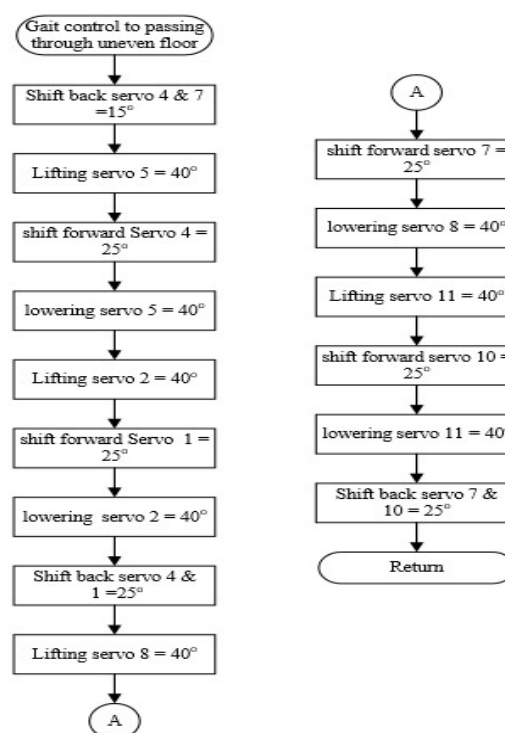 Gait control to passing
through uneven floor
Shift back servo 4 & 7
=15°
Lifting servo 5 = 40°
shift forward Servo 4 =
25°
lowering servo 5 = 40°
Lifting servo 2 = 40°
shift forward Servo 1 =
25°
lowering servo 2 = 40°
Shift back servo 4 &
1 =25°
Lifting servo 8 = 40°
A
A
shift forward servo 7 =
25°
lowering servo 8 = 40°
Lifting servo 11 = 40°
shift forward servo 10 =
25°
lowering servo 11 = 40°
Shift back servo 7 &
10 = 25°
Return